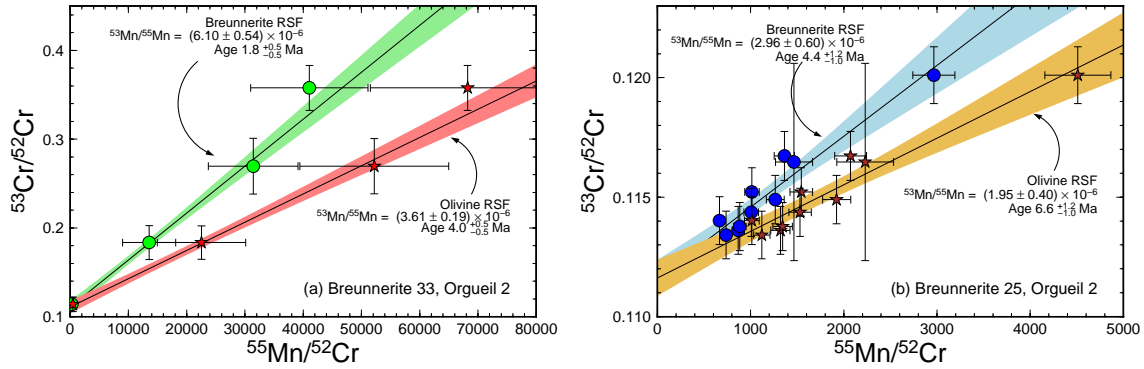 Breunnerite RSF
⁵³Mn/⁵⁵Mn = (6.10 ± 0.54) × 10⁻⁶
Age 1.8 +0.5 −0.5 Ma
Olivine RSF
⁵³Mn/⁵⁵Mn = (3.61 ± 0.19) × 10⁻⁶
Age 4.0 +0.5 −0.5 Ma
(a) Breunnerite 33, Orgueil 2
⁵³Cr/⁵²Cr
0.4
0.3
0.2
0.1
0 10000 20000 30000 40000 50000 60000 70000 80000
⁵⁵Mn/⁵²Cr
Breunnerite RSF
⁵³Mn/⁵⁵Mn = (2.96 ± 0.60) × 10⁻⁶
Age 4.4 +1.2 −1.0 Ma
Olivine RSF
⁵³Mn/⁵⁵Mn = (1.95 ± 0.40) × 10⁻⁶
Age 6.6 +1.2 −1.0 Ma
(b) Breunnerite 25, Orgueil 2
⁵³Cr/⁵²Cr
0.120
0.115
0.110
0 1000 2000 3000 4000 5000
⁵⁵Mn/⁵²Cr